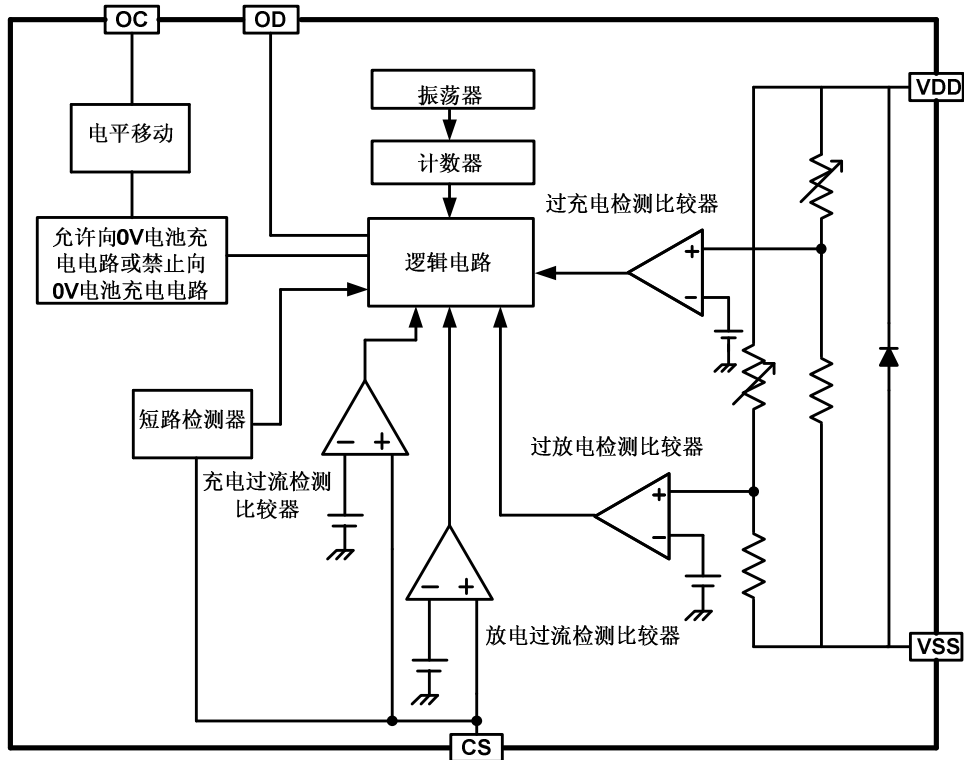 OC
OD
振荡器
VDD
电平移动
计数器
过充电检测比较器
允许向0V电池充
电电路或禁止向
0V电池充电电路
逻辑电路
+
−
短路检测器
− +
过放电检测比较器
充电过流检测
比较器
+
−
− +
放电过流检测比较器
VSS
CS